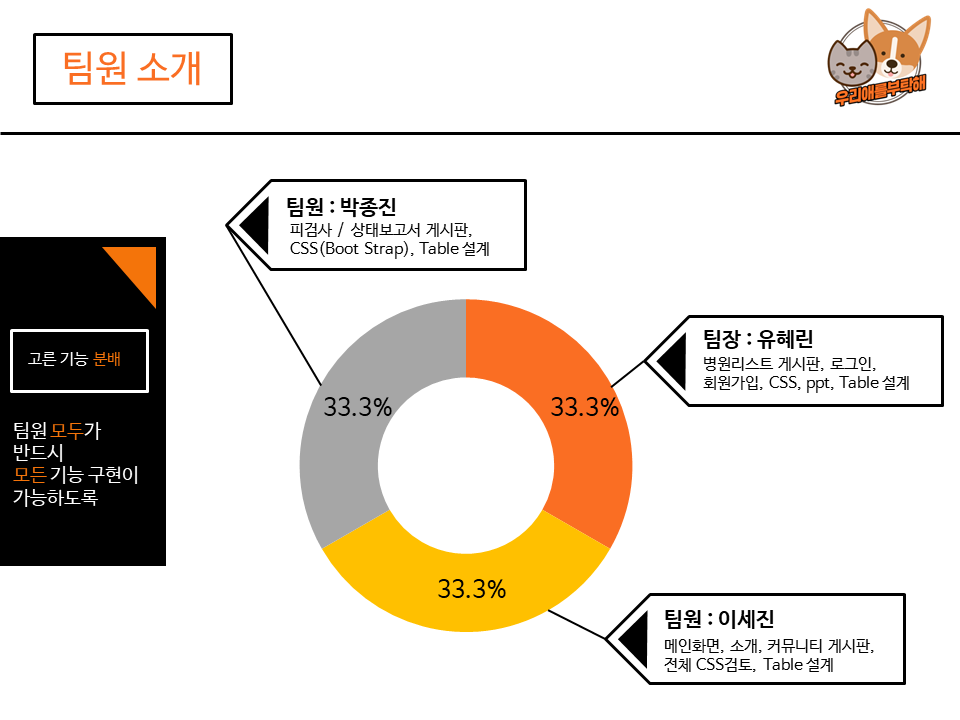 팀원 소개
우리애를부탁해
팀원 : 박종진
피검사 / 상태보고서 게시판,
CSS(Boot Strap), Table 설계
고른 기능 분배
팀원 모두가
반드시
모든 기능 구현이
가능하도록
33.3%
33.3%
33.3%
팀장 : 유혜린
병원리스트 게시판, 로그인,
회원가입, CSS, ppt, Table 설계
팀원 : 이세진
메인화면, 소개, 커뮤니티 게시판,
전체 CSS검토, Table 설계